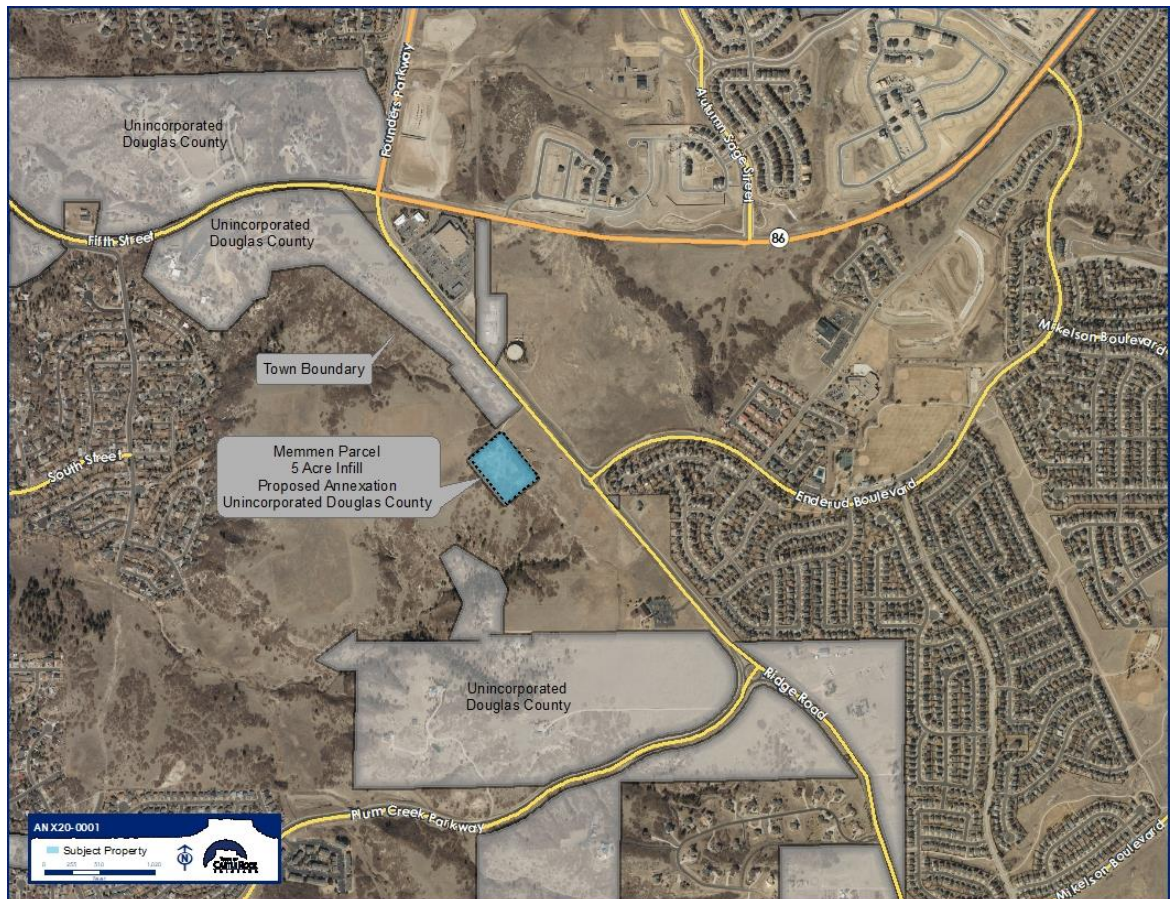 Founders Parkway
Autumn Sage Street
Unincorporated
Douglas County
Unincorporated
Douglas County
Fifth Street
86
Mikelson Boulevard
Town Boundary
Memmen Parcel
5 Acre Infill
Proposed Annexation
Unincorporated Douglas County
South Street
Enderud Boulevard
Unincorporated
Douglas County
Ridge Road
Plum Creek Parkway
Mikelson Boulevard
ANX20-0001
Subject Property
N
CASTLE ROCK